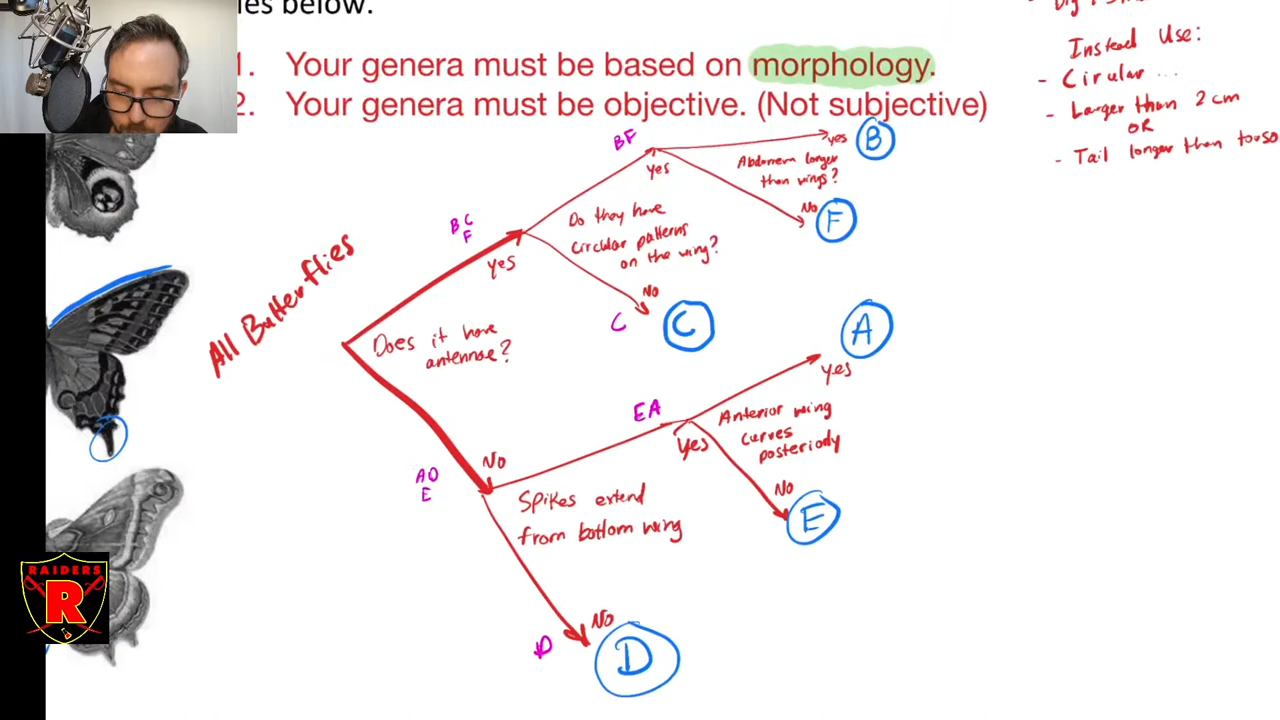 les below.
1. Your genera must be based on morphology.
2. Your genera must be objective. (Not subjective)
Instead Use:
- Circular ...
- Larger than 2 cm
OR
- Tail longer than torso
All Butterflies
Does it have
antennae?
Yes
B C
F
Do they have
circular patterns
on the wing?
Yes
BF
Abdomen longer
than wings?
yes
B
No
F
No
C
C
No
A D
E
Spikes extend
from bottom wing
Yes
EA
Anterior wing
curves
posteriorly
yes
A
No
E
No
D
D
RAIDERS
R